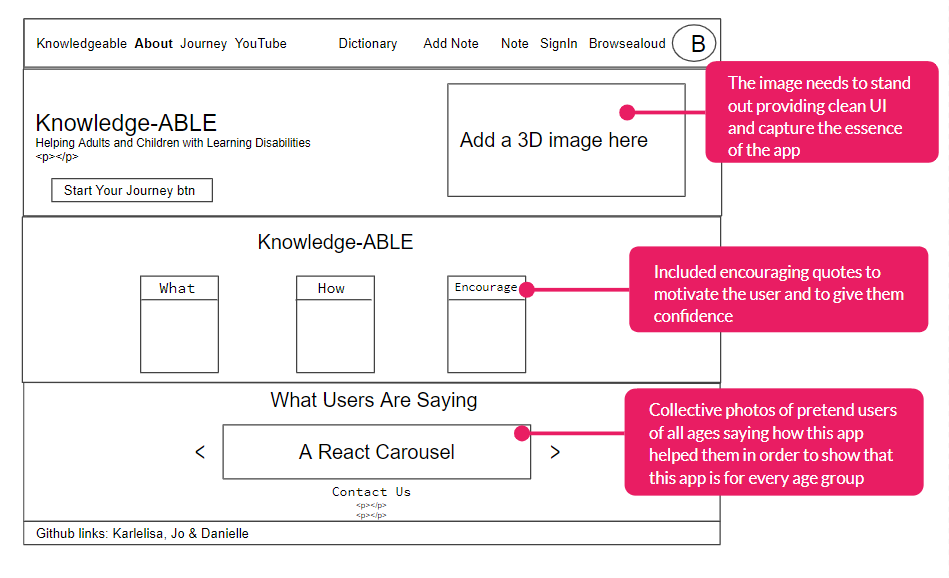 Knowledgeable About Journey YouTube Dictionary Add Note Note SignIn Browsealoud B
The image needs to stand
out providing clean UI
and capture the essence
of the app
Knowledge-ABLE
Helping Adults and Children with Learning Disabilities
<p></p>
Start Your Journey btn
Add a 3D image here
Knowledge-ABLE
What
How
Encourage
Included encouraging quotes to
motivate the user and to give them
confidence
What Users Are Saying
< A React Carousel >
Collective photos of pretend users
of all ages saying how this app
helped them in order to show that
this app is for every age group
Contact Us
<p></p>
<p></p>
Github links: Karlelisa, Jo & Danielle